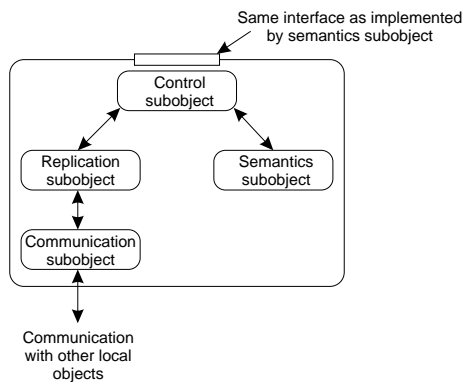 Same interface as implemented
by semantics subobject
Control
subobject
Replication
subobject
Semantics
subobject
Communication
subobject
Communication
with other local
objects